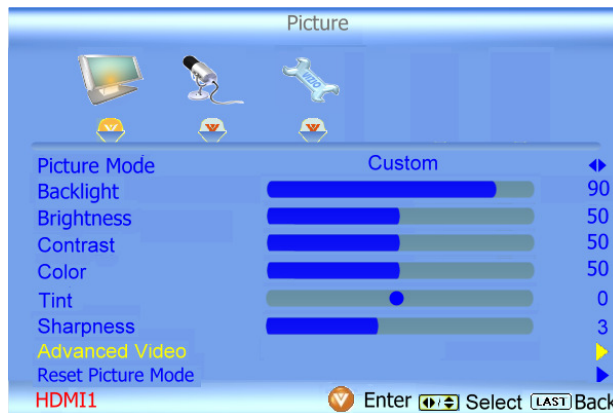 Picture
VIZIO
Picture Mode Custom
Backlight 90
Brightness 50
Contrast 50
Color 50
Tint 0
Sharpness 3
Advanced Video
Reset Picture Mode
HDMI1 Enter Select LAST Back